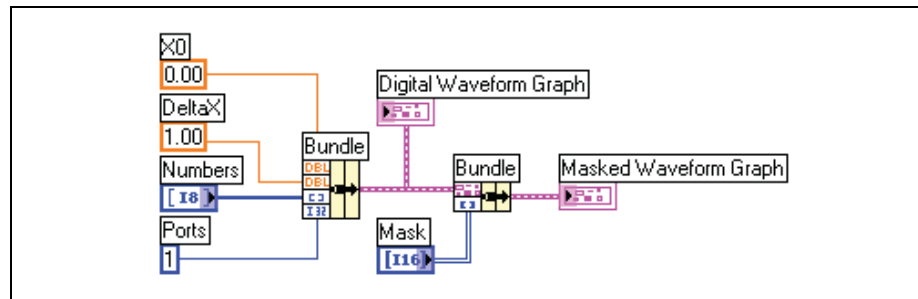 X0
0.00
DeltaX
1.00
Numbers
[I8]
Ports
1
Bundle
DBL
DBL
[]
I32
Digital Waveform Graph
Bundle
[]
Mask
[I16]
Masked Waveform Graph